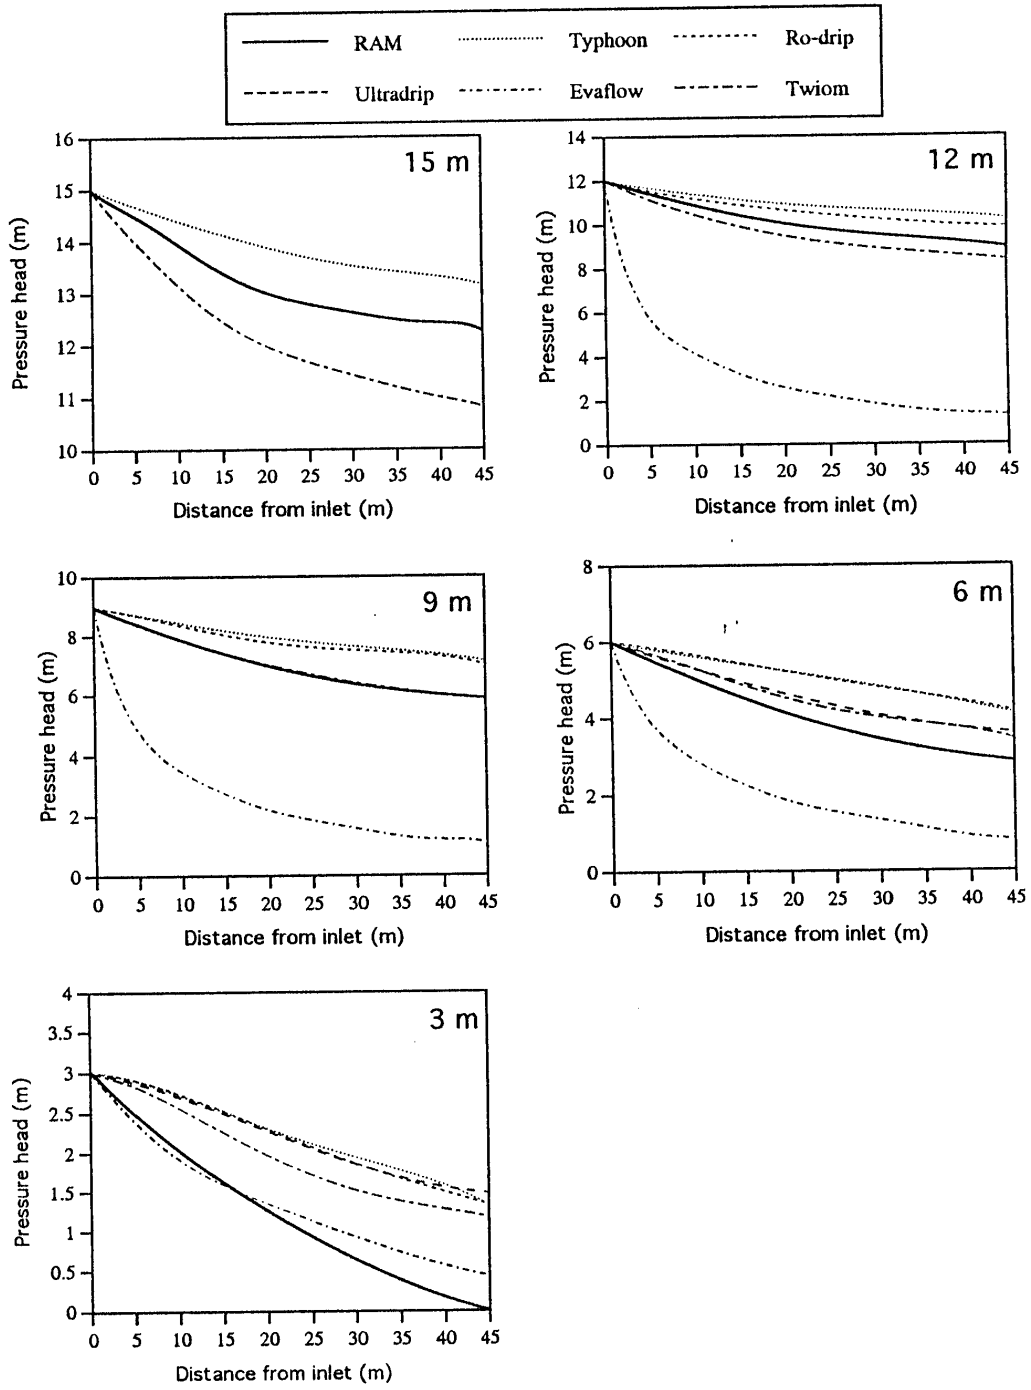 RAM Typhoon Ro-drip
Ultradrip Evaflow Twiom
16
15
14
13
12
11
10
15 m
Pressure head (m)
0 5 10 15 20 25 30 35 40 45
Distance from inlet (m)
14
12
10
8
6
4
2
0
12 m
Pressure head (m)
0 5 10 15 20 25 30 35 40 45
Distance from inlet (m)
10
8
6
4
2
0
9 m
Pressure head (m)
0 5 10 15 20 25 30 35 40 45
Distance from inlet (m)
8
6
4
2
0
6 m
Pressure head (m)
0 5 10 15 20 25 30 35 40 45
Distance from inlet (m)
4
3.5
3
2.5
2
1.5
1
0.5
0
3 m
Pressure head (m)
0 5 10 15 20 25 30 35 40 45
Distance from inlet (m)